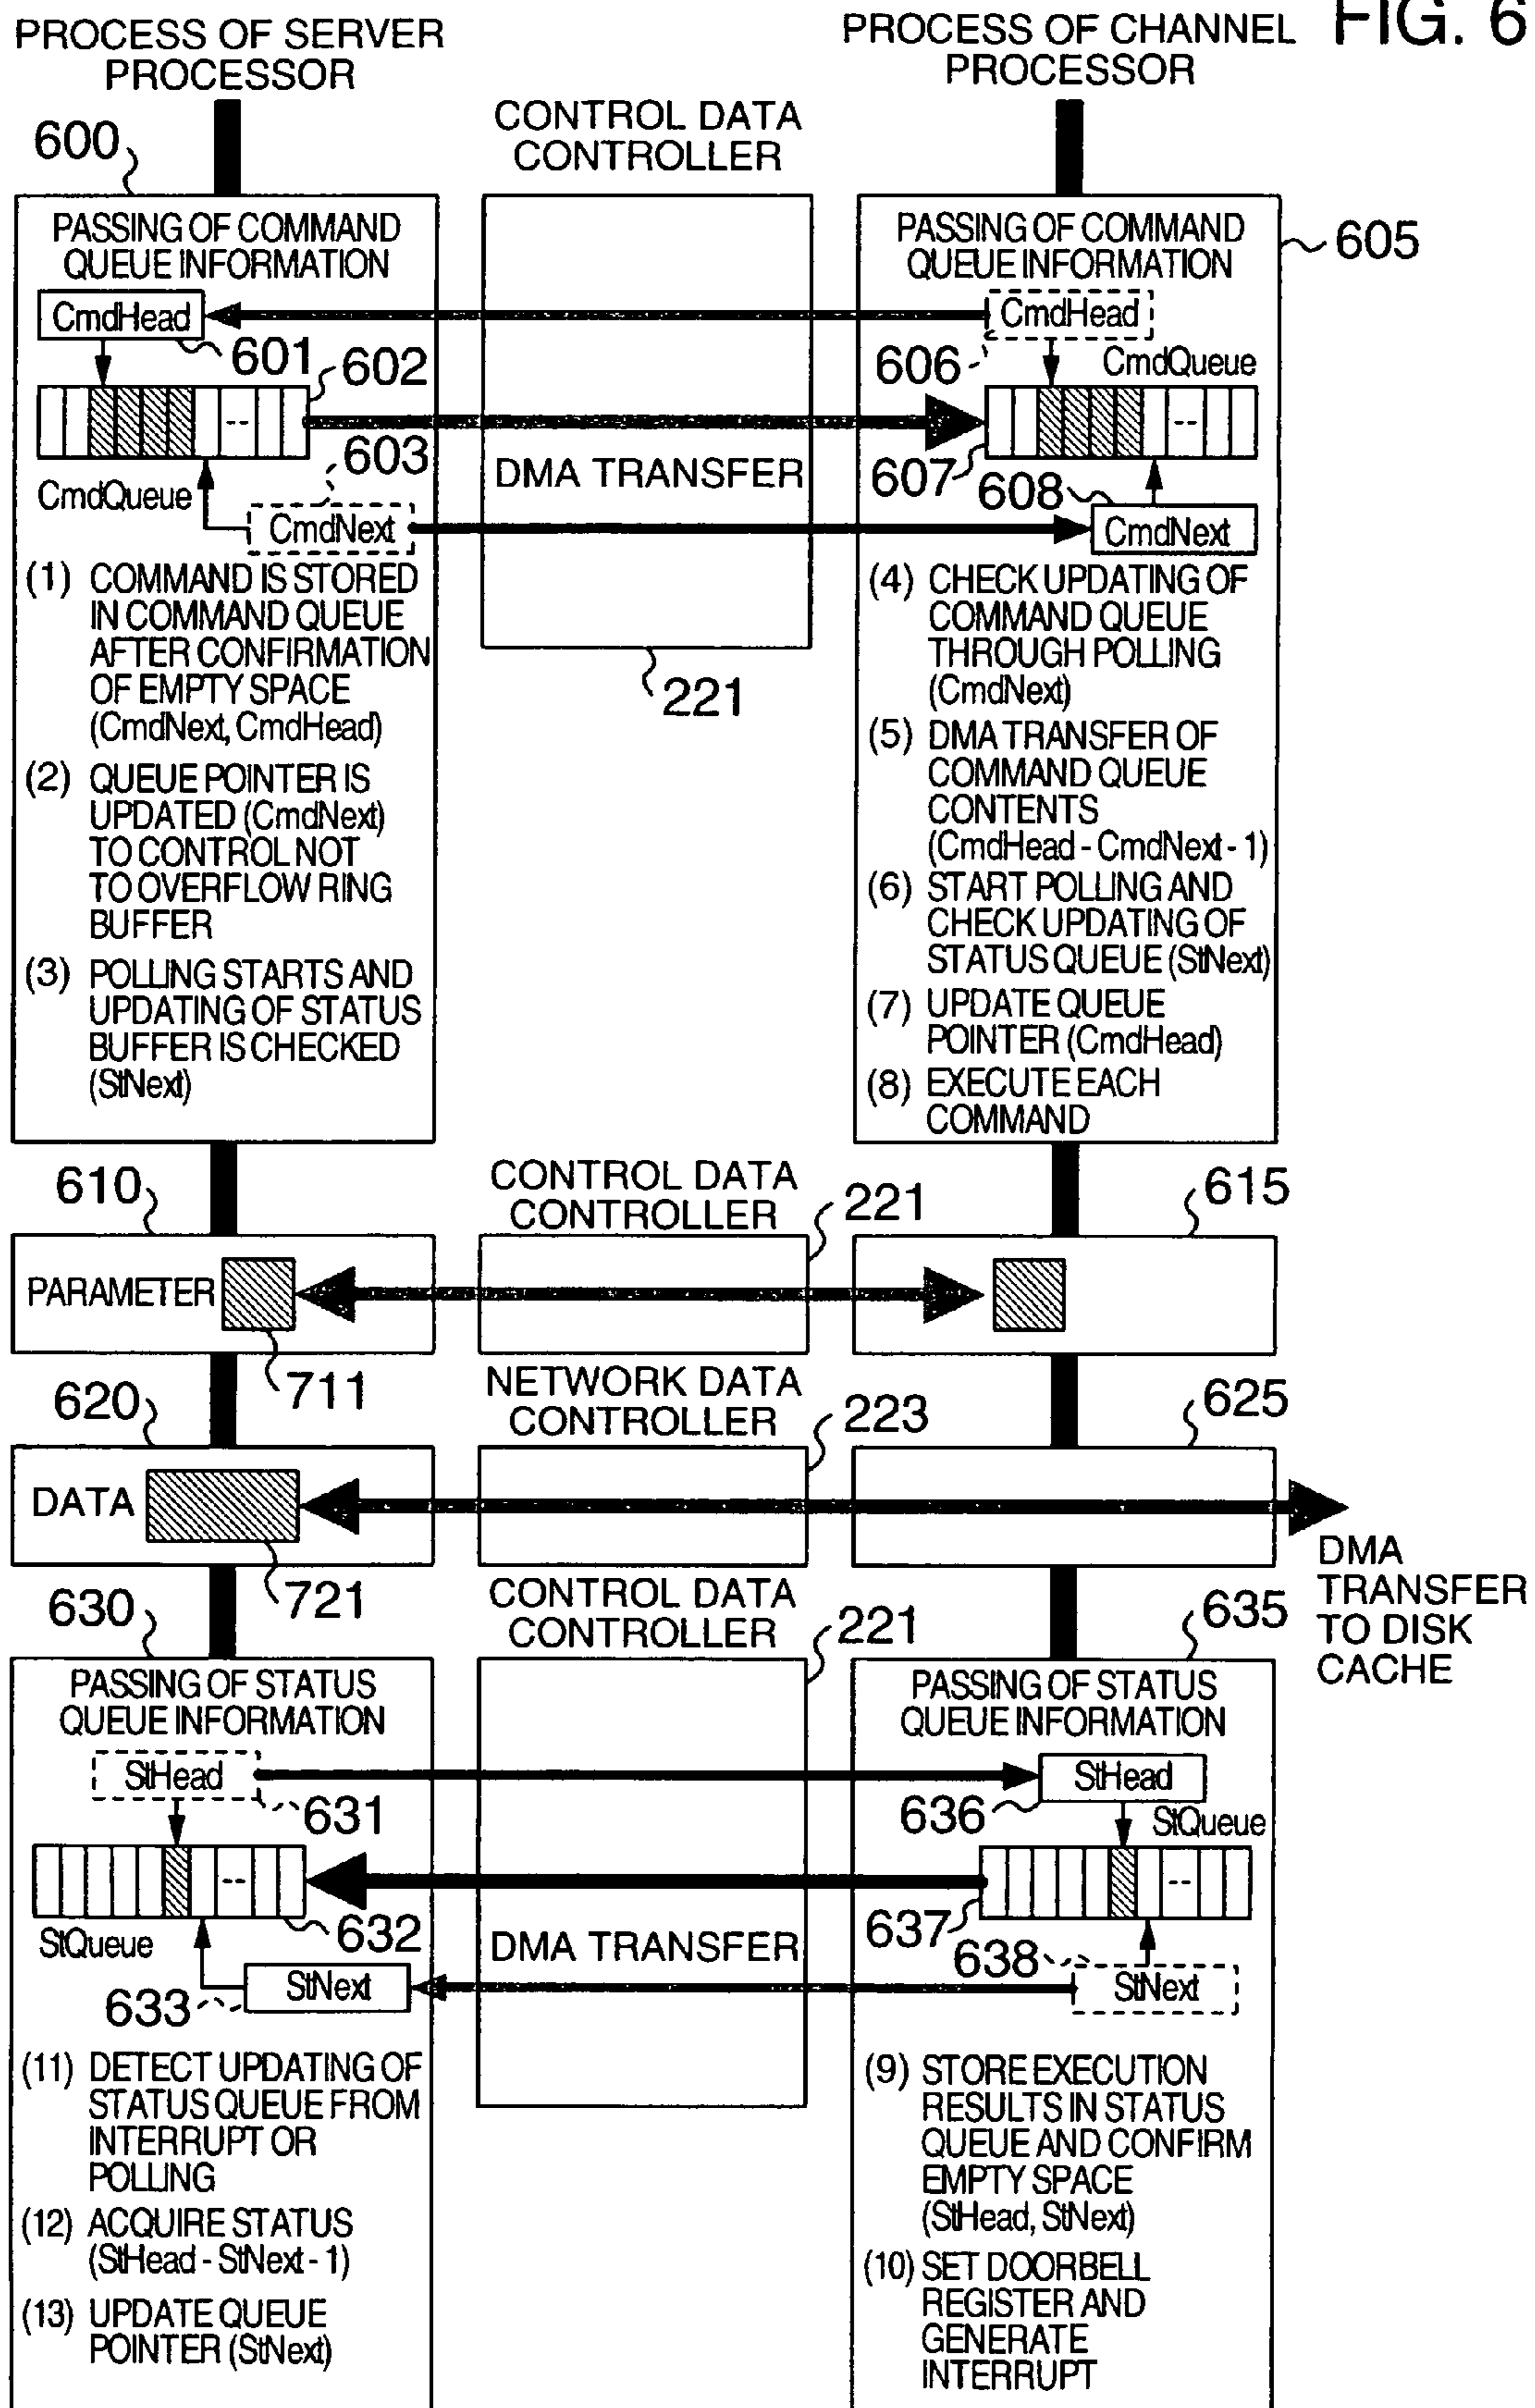 FIG. 6
PROCESS OF SERVER
PROCESSOR
PROCESS OF CHANNEL
PROCESSOR
600
CONTROL DATA
CONTROLLER
605
PASSING OF COMMAND
QUEUE INFORMATION
CmdHead
601
602
603
CmdQueue
CmdNext
(1) COMMAND IS STORED
IN COMMAND QUEUE
AFTER CONFIRMATION
OF EMPTY SPACE
(CmdNext, CmdHead)
(2) QUEUE POINTER IS
UPDATED (CmdNext)
TO CONTROL NOT
TO OVERFLOW RING
BUFFER
(3) POLLING STARTS AND
UPDATING OF STATUS
BUFFER IS CHECKED
(StNext)
DMA TRANSFER
221
PASSING OF COMMAND
QUEUE INFORMATION
CmdHead
606
CmdQueue
607
608
CmdNext
(4) CHECK UPDATING OF
COMMAND QUEUE
THROUGH POLLING
(CmdNext)
(5) DMA TRANSFER OF
COMMAND QUEUE
CONTENTS
(CmdHead - CmdNext - 1)
(6) START POLLING AND
CHECK UPDATING OF
STATUS QUEUE (StNext)
(7) UPDATE QUEUE
POINTER (CmdHead)
(8) EXECUTE EACH
COMMAND
610
CONTROL DATA
CONTROLLER
221
615
PARAMETER
711
620
NETWORK DATA
CONTROLLER
223
625
DATA
721
DMA
TRANSFER
TO DISK
CACHE
630
CONTROL DATA
CONTROLLER
221
635
PASSING OF STATUS
QUEUE INFORMATION
StHead
631
632
StQueue
633
StNext
(11) DETECT UPDATING OF
STATUS QUEUE FROM
INTERRUPT OR
POLLING
(12) ACQUIRE STATUS
(StHead - StNext - 1)
(13) UPDATE QUEUE
POINTER (StNext)
DMA TRANSFER
PASSING OF STATUS
QUEUE INFORMATION
StHead
636
StQueue
637
638
StNext
(9) STORE EXECUTION
RESULTS IN STATUS
QUEUE AND CONFIRM
EMPTY SPACE
(StHead, StNext)
(10) SET DOORBELL
REGISTER AND
GENERATE
INTERRUPT